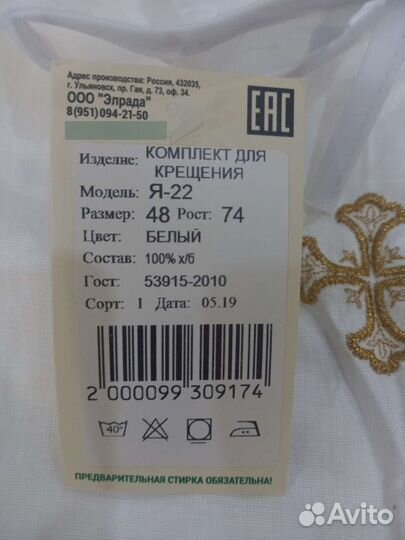 Адрес производства: Россия, 432035,
г. Ульяновск, пр. Гая, д. 73, оф. 34.
ООО "Элрада"
8(951)094-21-50
EAC
Изделие: КОМПЛЕКТ ДЛЯ
КРЕЩЕНИЯ
Модель: Я-22
Размер: 48 Рост: 74
Цвет: БЕЛЫЙ
Состав: 100% х/б
Гост: 53915-2010
Сорт: 1 Дата: 05.19
2 000099 309174
40°
ПРЕДВАРИТЕЛЬНАЯ СТИРКА ОБЯЗАТЕЛЬНА!
Avito